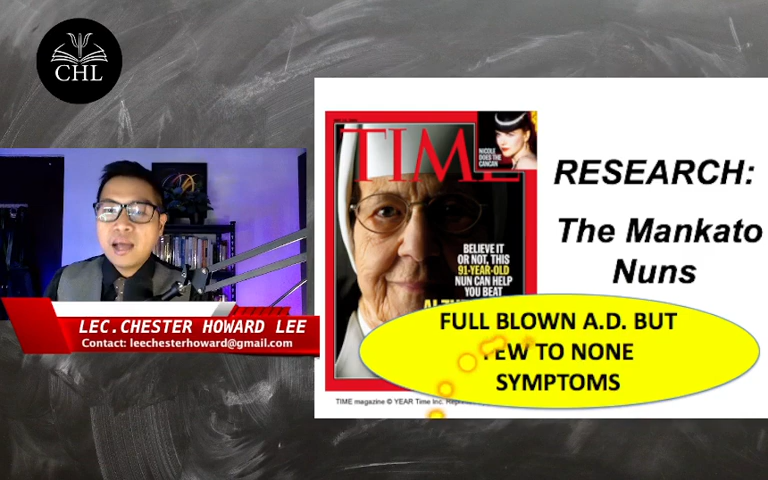 CHL
LEC.CHESTER HOWARD LEE
Contact: leechesterhoward@gmail.com
TIME
NICOLE
DOES THE
CANCAN
BELIEVE IT
OR NOT, THIS
91-YEAR-OLD
NUN CAN HELP
YOU BEAT
RESEARCH:
The Mankato
Nuns
FULL BLOWN A.D. BUT
FEW TO NONE
SYMPTOMS
TIME magazine © YEAR Time Inc.